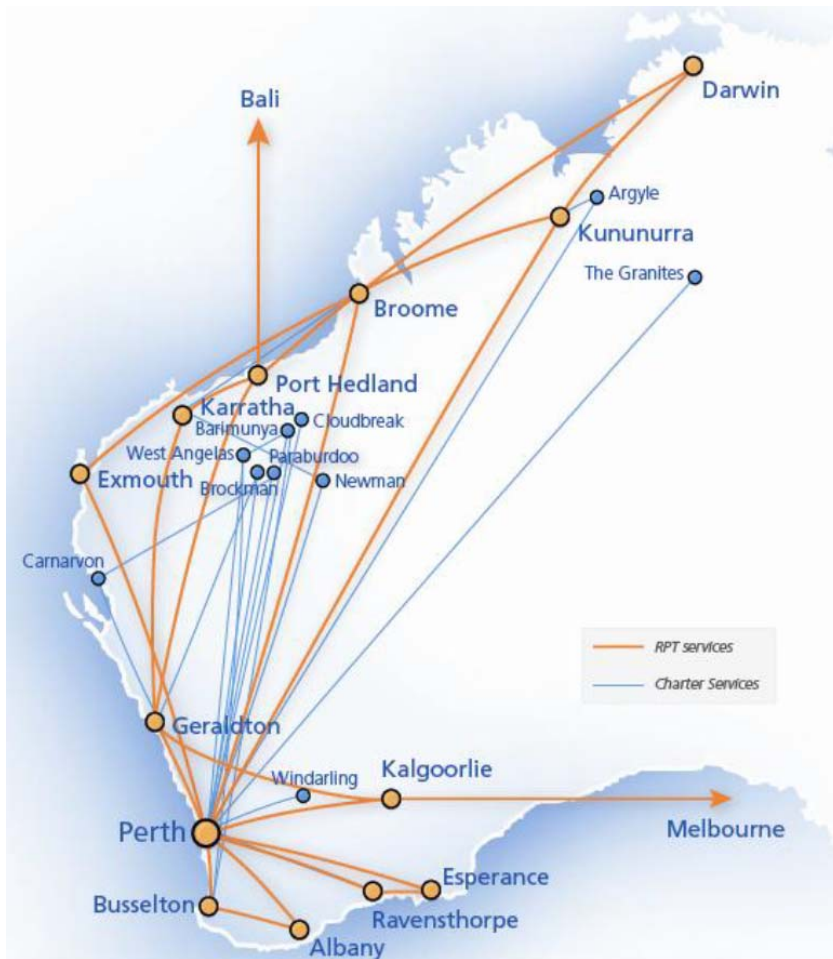 Darwin
Bali
Argyle
Kununurra
The Granites
Broome
Port Hedland
Karratha
Cloudbreak
Barimunya
West Angelas
Paraburdoo
Exmouth
Brockman
Newman
Carnarvon
RPT services
Charter Services
Geraldton
Kalgoorlie
Windarling
Perth
Melbourne
Esperance
Busselton
Ravensthorpe
Albany